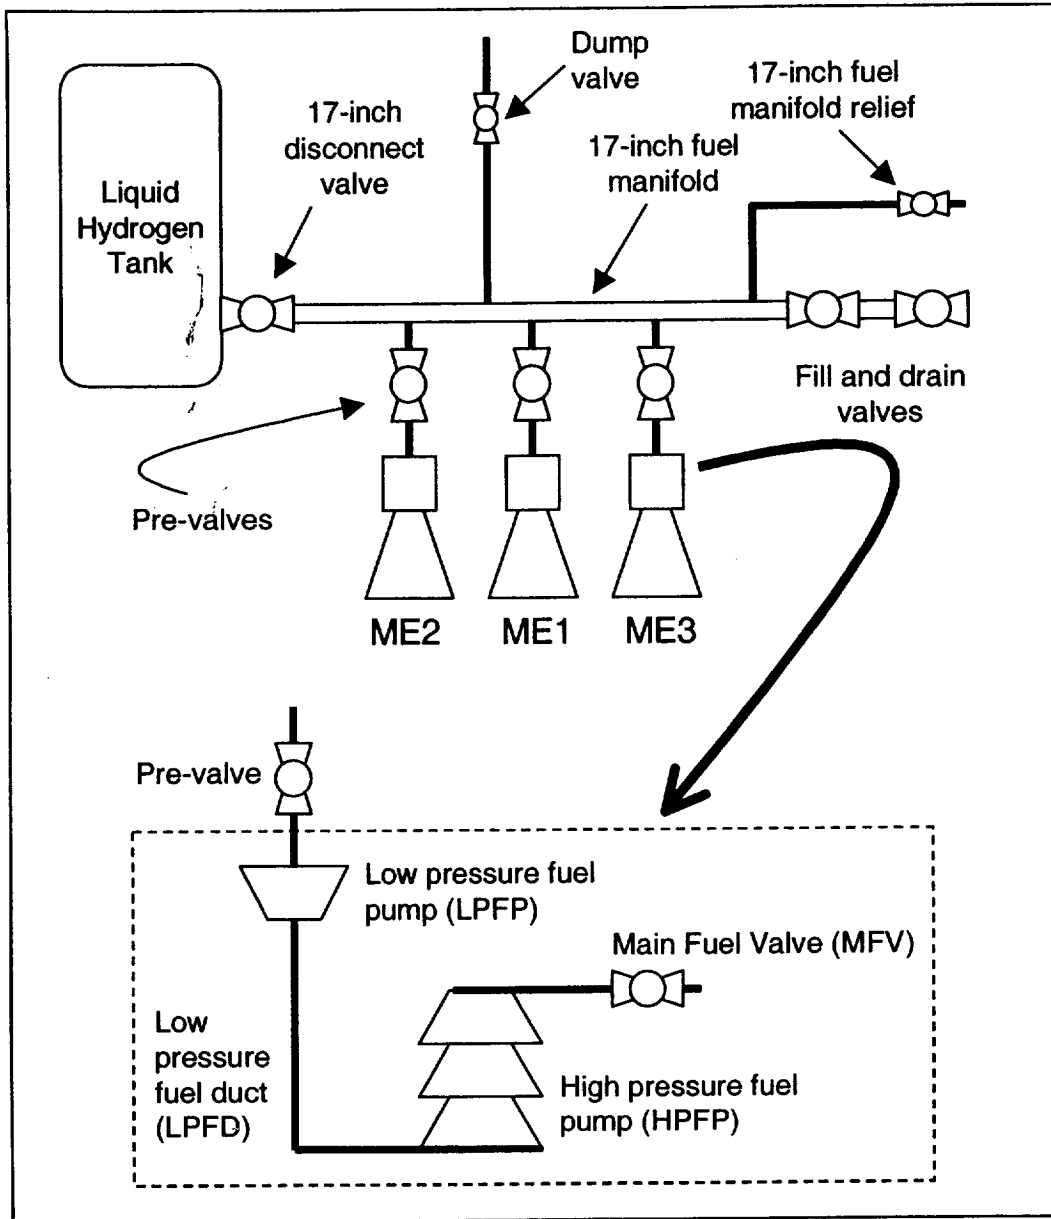 Dump
valve
17-inch fuel
manifold relief
17-inch
disconnect
valve
17-inch fuel
manifold
Liquid
Hydrogen
Tank
Fill and drain
valves
Pre-valves
ME2
ME1
ME3
Pre-valve
Low pressure fuel
pump (LPFP)
Main Fuel Valve (MFV)
Low
pressure
fuel duct
(LPFD)
High pressure fuel
pump (HPFP)